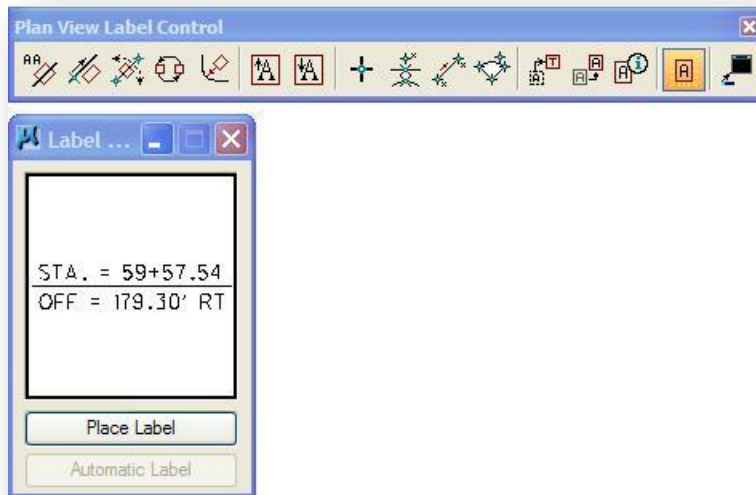 Plan View Label Control
Label ...
STA. = 59+57.54
OFF = 179.30' RT
Place Label
Automatic Label